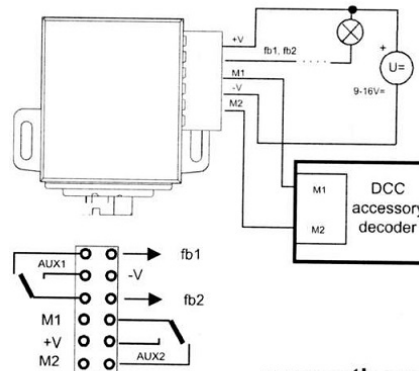 +V
fb1, fb2
M1
-V
M2
+
U=
9-16V=
M1
M2
DCC
accessory
decoder
fb1
AUX1
-V
fb2
M1
+V
AUX2
M2